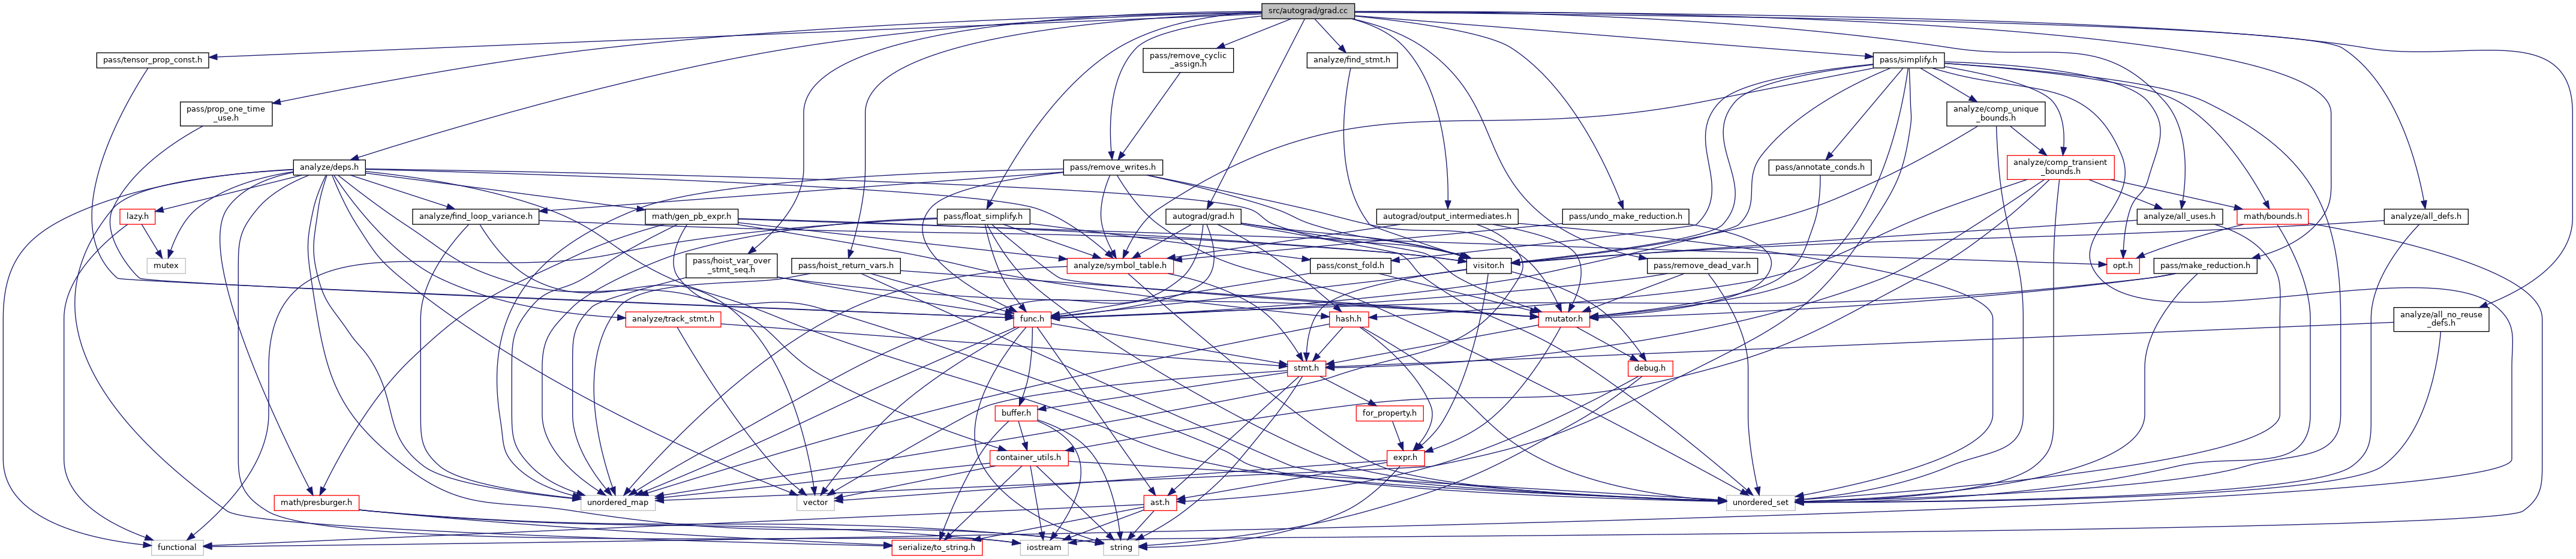 src/autograd/grad.cc
pass/tensor_prop_const.h
pass/remove_cyclic
_assign.h
analyze/find_stmt.h
pass/simplify.h
pass/prop_one_time
_use.h
analyze/comp_unique
_bounds.h
analyze/deps.h
pass/remove_writes.h
pass/annotate_conds.h
analyze/comp_transient
_bounds.h
lazy.h
analyze/find_loop_variance.h
math/gen_pb_expr.h
pass/float_simplify.h
autograd/grad.h
autograd/output_intermediates.h
pass/undo_make_reduction.h
analyze/all_uses.h
math/bounds.h
analyze/all_defs.h
mutex
pass/hoist_var_over
_stmt_seq.h
pass/hoist_return_vars.h
analyze/symbol_table.h
pass/const_fold.h
visitor.h
pass/remove_dead_var.h
opt.h
pass/make_reduction.h
analyze/track_stmt.h
func.h
hash.h
mutator.h
analyze/all_no_reuse
_defs.h
stmt.h
debug.h
buffer.h
for_property.h
container_utils.h
expr.h
math/presburger.h
unordered_map
vector
ast.h
unordered_set
functional
serialize/to_string.h
iostream
string